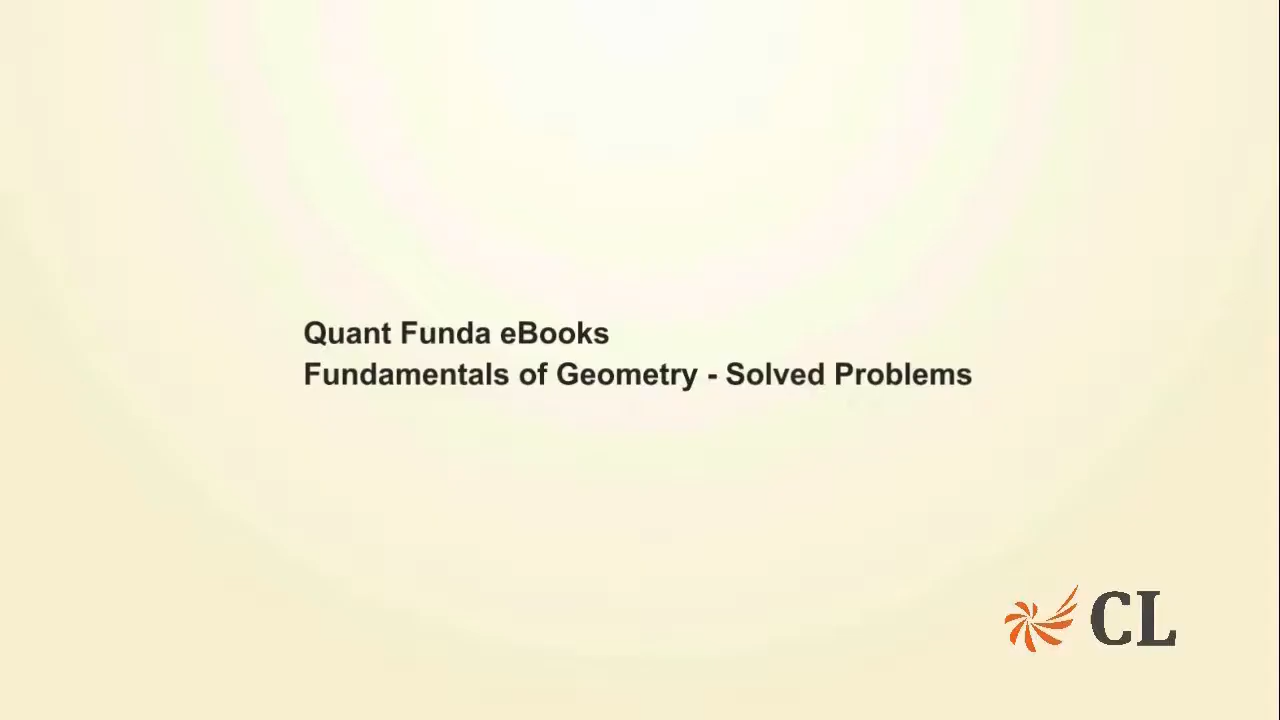 Quant Funda eBooks
Fundamentals of Geometry - Solved Problems
CL